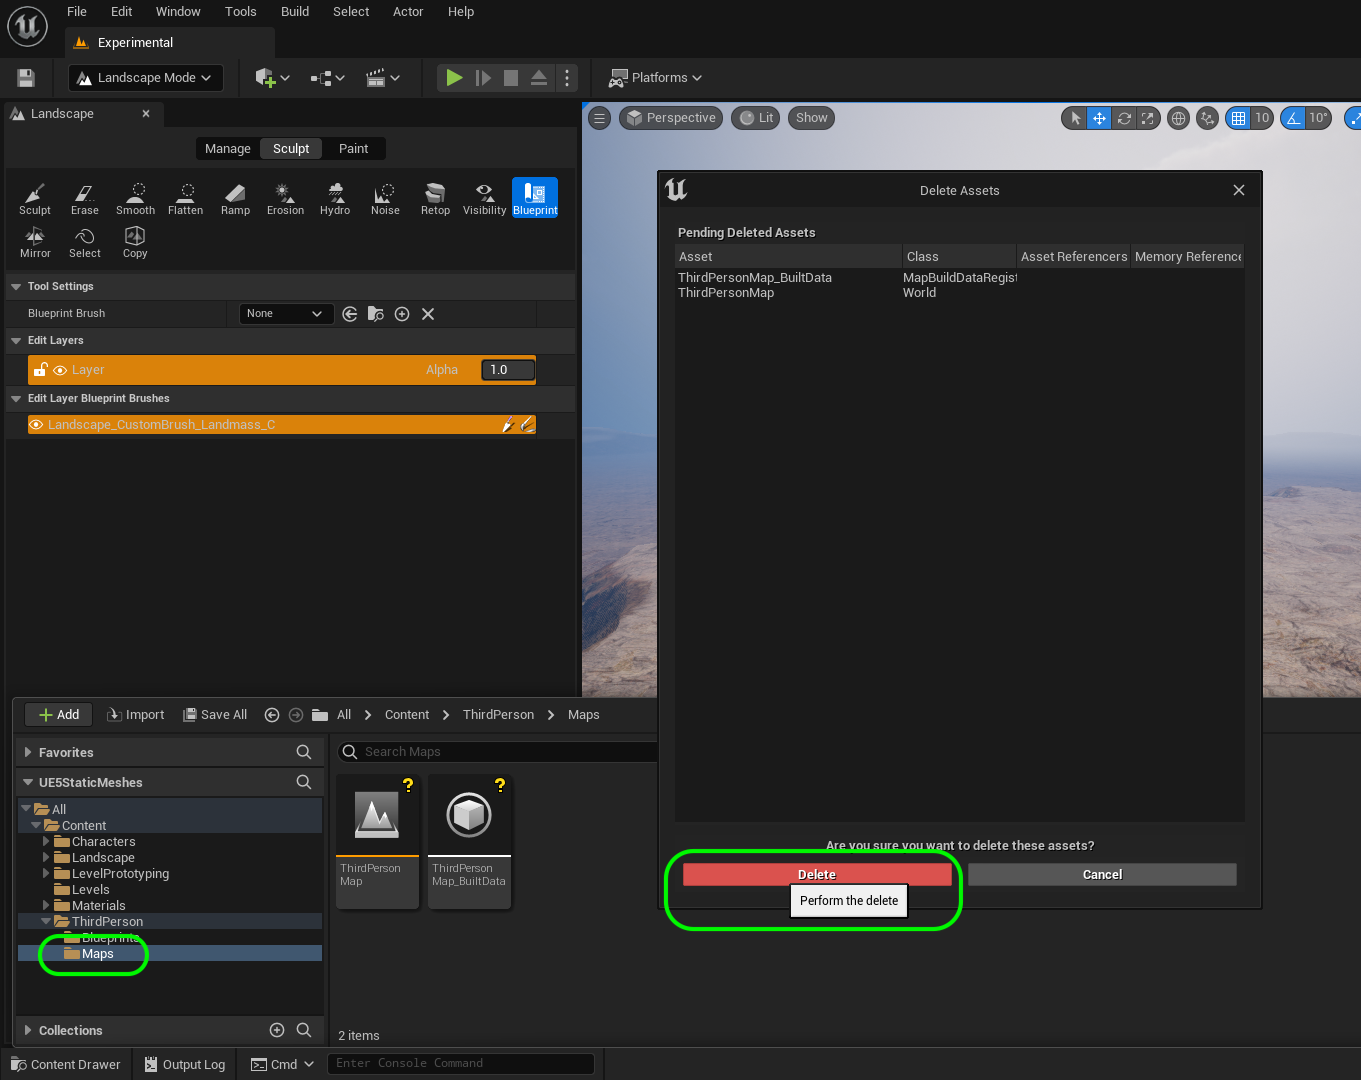 File Edit Window Tools Build Select Actor Help
Experimental
Landscape Mode Platforms
Landscape
Perspective Lit Show 10 10°
Manage Sculpt Paint
Sculpt Erase Smooth Flatten Ramp Erosion Hydro Noise Retop Visibility Blueprint
Mirror Select Copy
Tool Settings
Blueprint Brush None
Edit Layers
Layer Alpha 1.0
Edit Layer Blueprint Brushes
Landscape_CustomBrush_Landmass_C
Delete Assets
Pending Deleted Assets
Asset Class Asset Referencers Memory Reference
ThirdPersonMap_BuiltData MapBuildDataRegist
ThirdPersonMap World
Are you sure you want to delete these assets?
Delete Cancel
Perform the delete
Add Import Save All All Content ThirdPerson Maps
Favorites
Search Maps
UE5StaticMeshes
All
Content
Characters
Landscape
LevelPrototyping
Levels
Materials
ThirdPerson
Blueprints
Maps
? ?
ThirdPerson
Map
ThirdPerson
Map_BuiltData
Collections
2 items
Content Drawer Output Log Cmd Enter Console Command